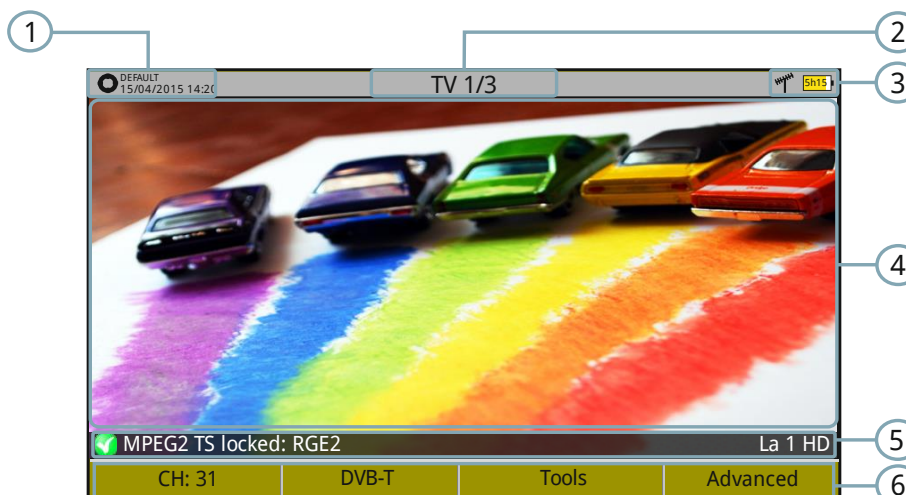 1
2
3
DEFAULT
15/04/2015 14:20
TV 1/3
5h15
4
MPEG2 TS locked: RGE2
La 1 HD
5
CH: 31
DVB-T
Tools
Advanced
6